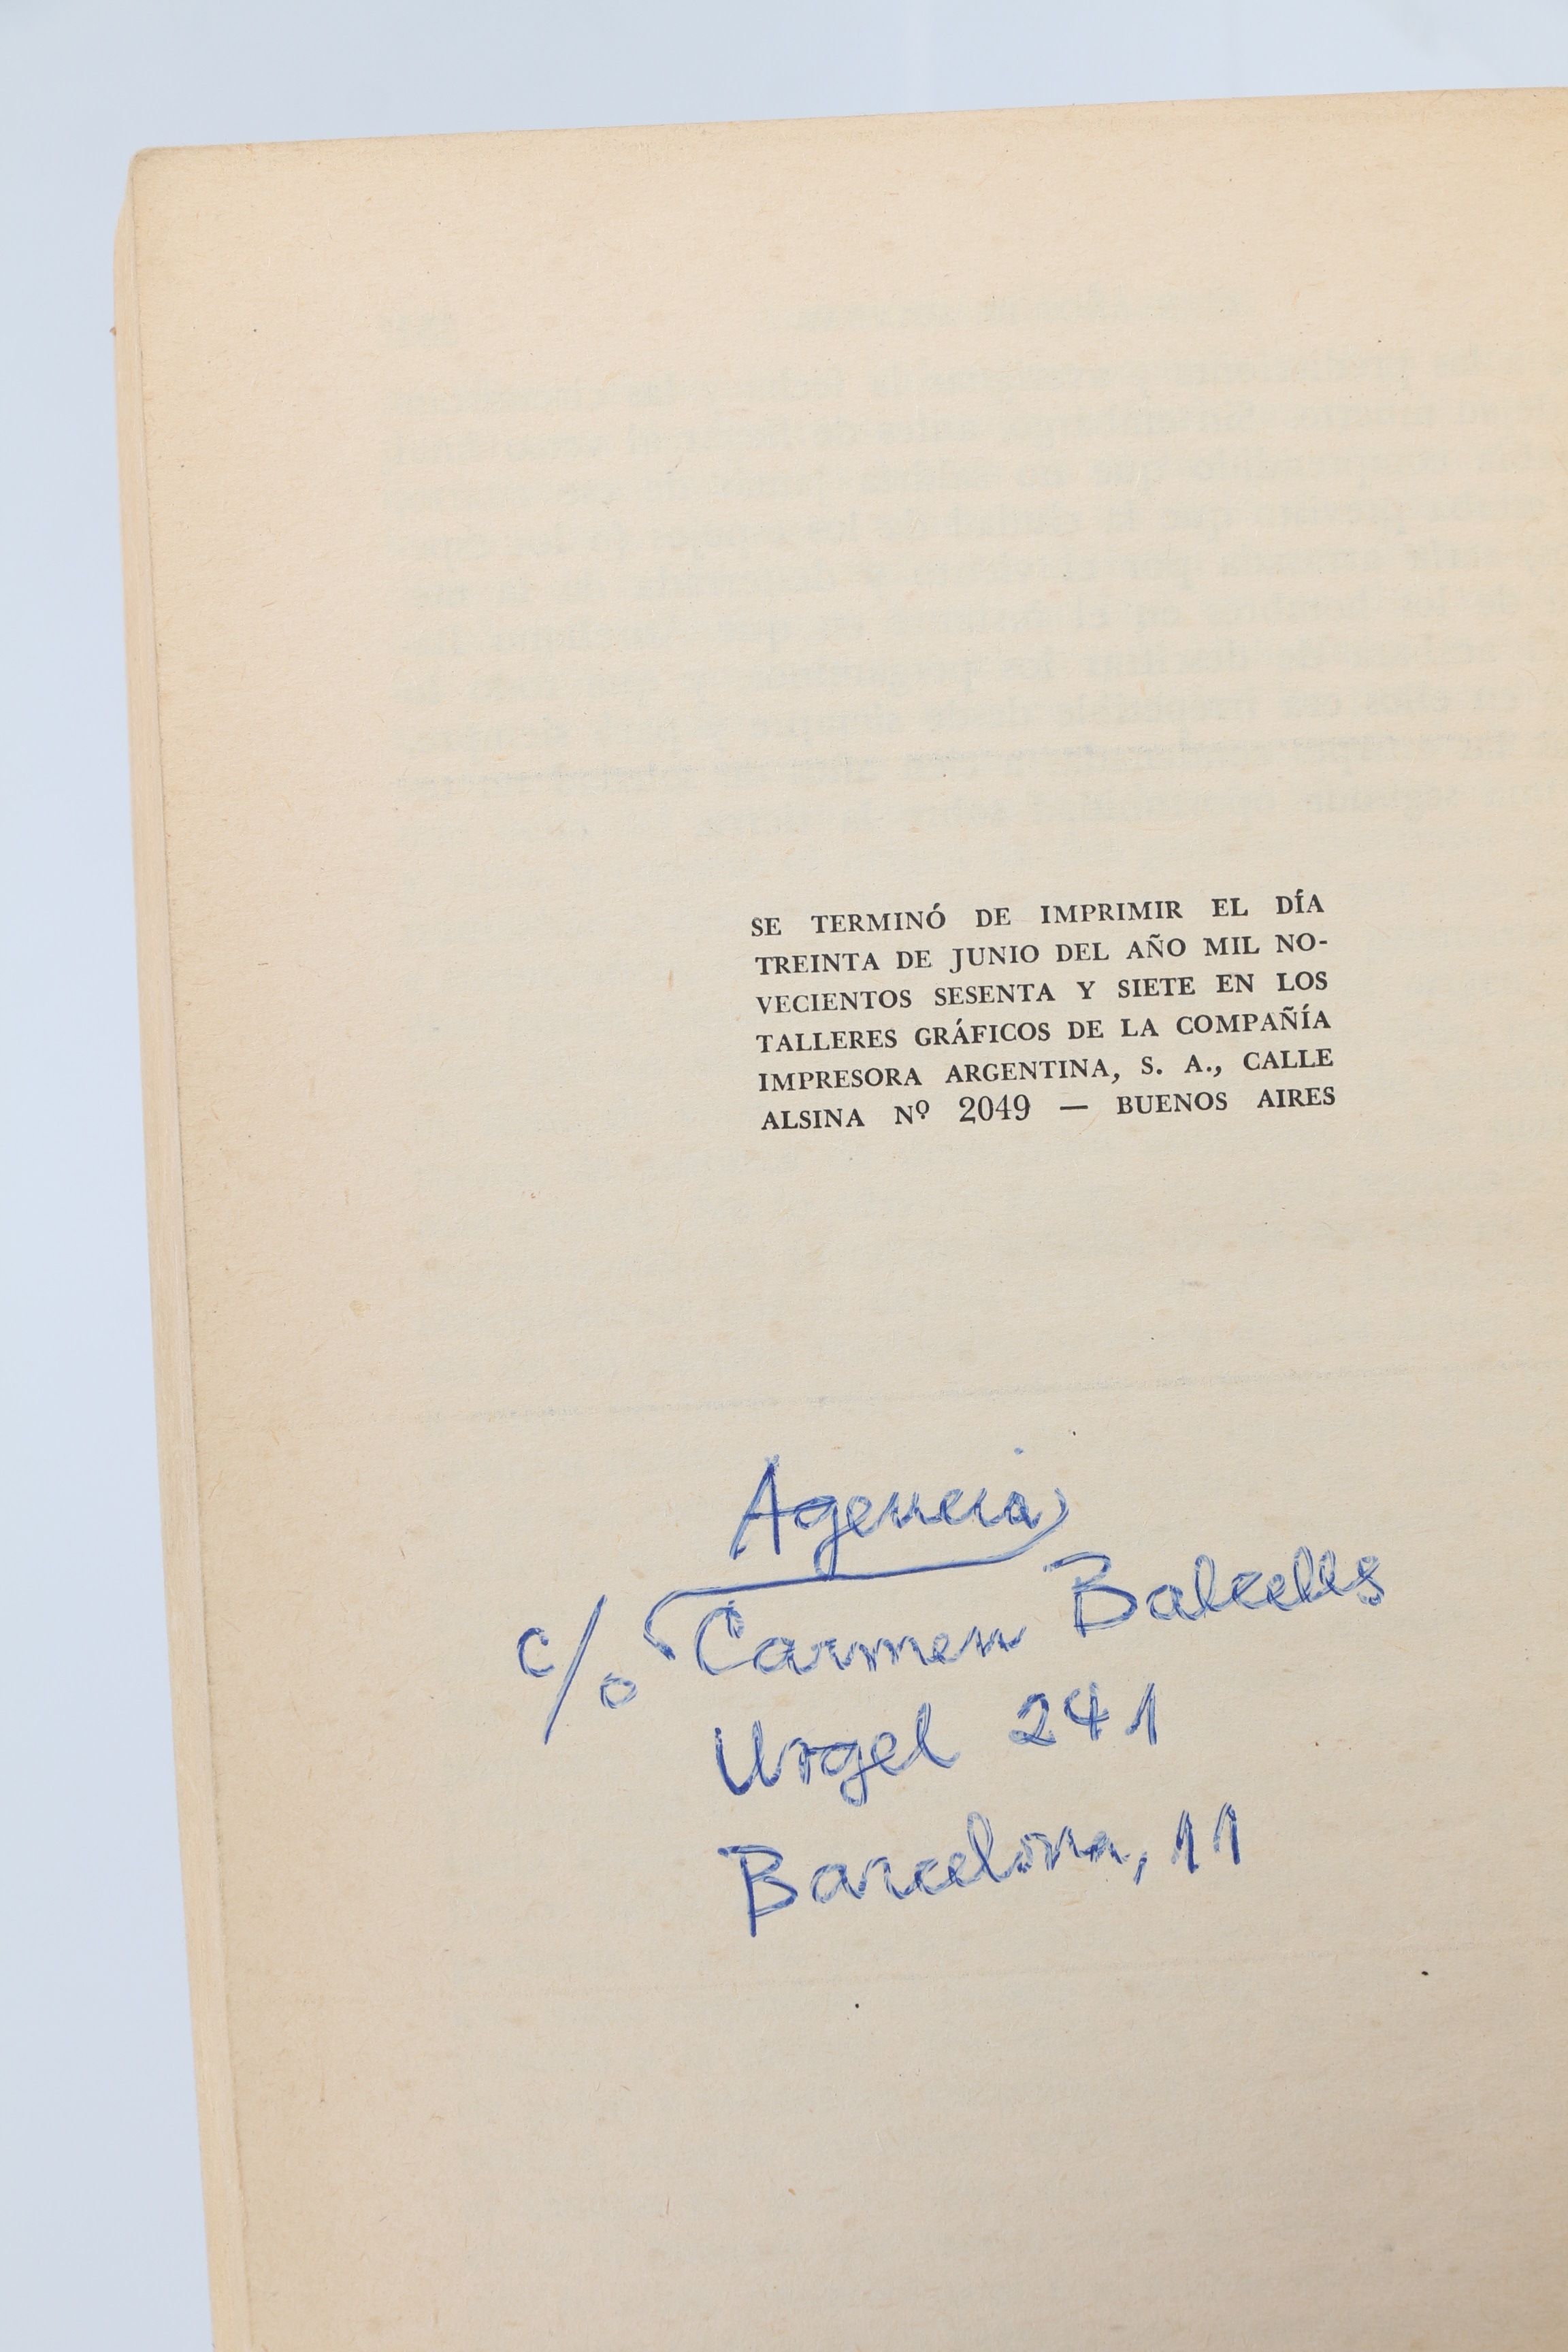 SE TERMINÓ DE IMPRIMIR EL DÍA
TREINTA DE JUNIO DEL AÑO MIL NO-
VECIENTOS SESENTA Y SIETE EN LOS
TALLERES GRÁFICOS DE LA COMPAÑÍA
IMPRESORA ARGENTINA, S. A., CALLE
ALSINA Nº 2049 — BUENOS AIRES
Agencia
c/o Carmen Balcells
Urgel 241
Barcelona, 11